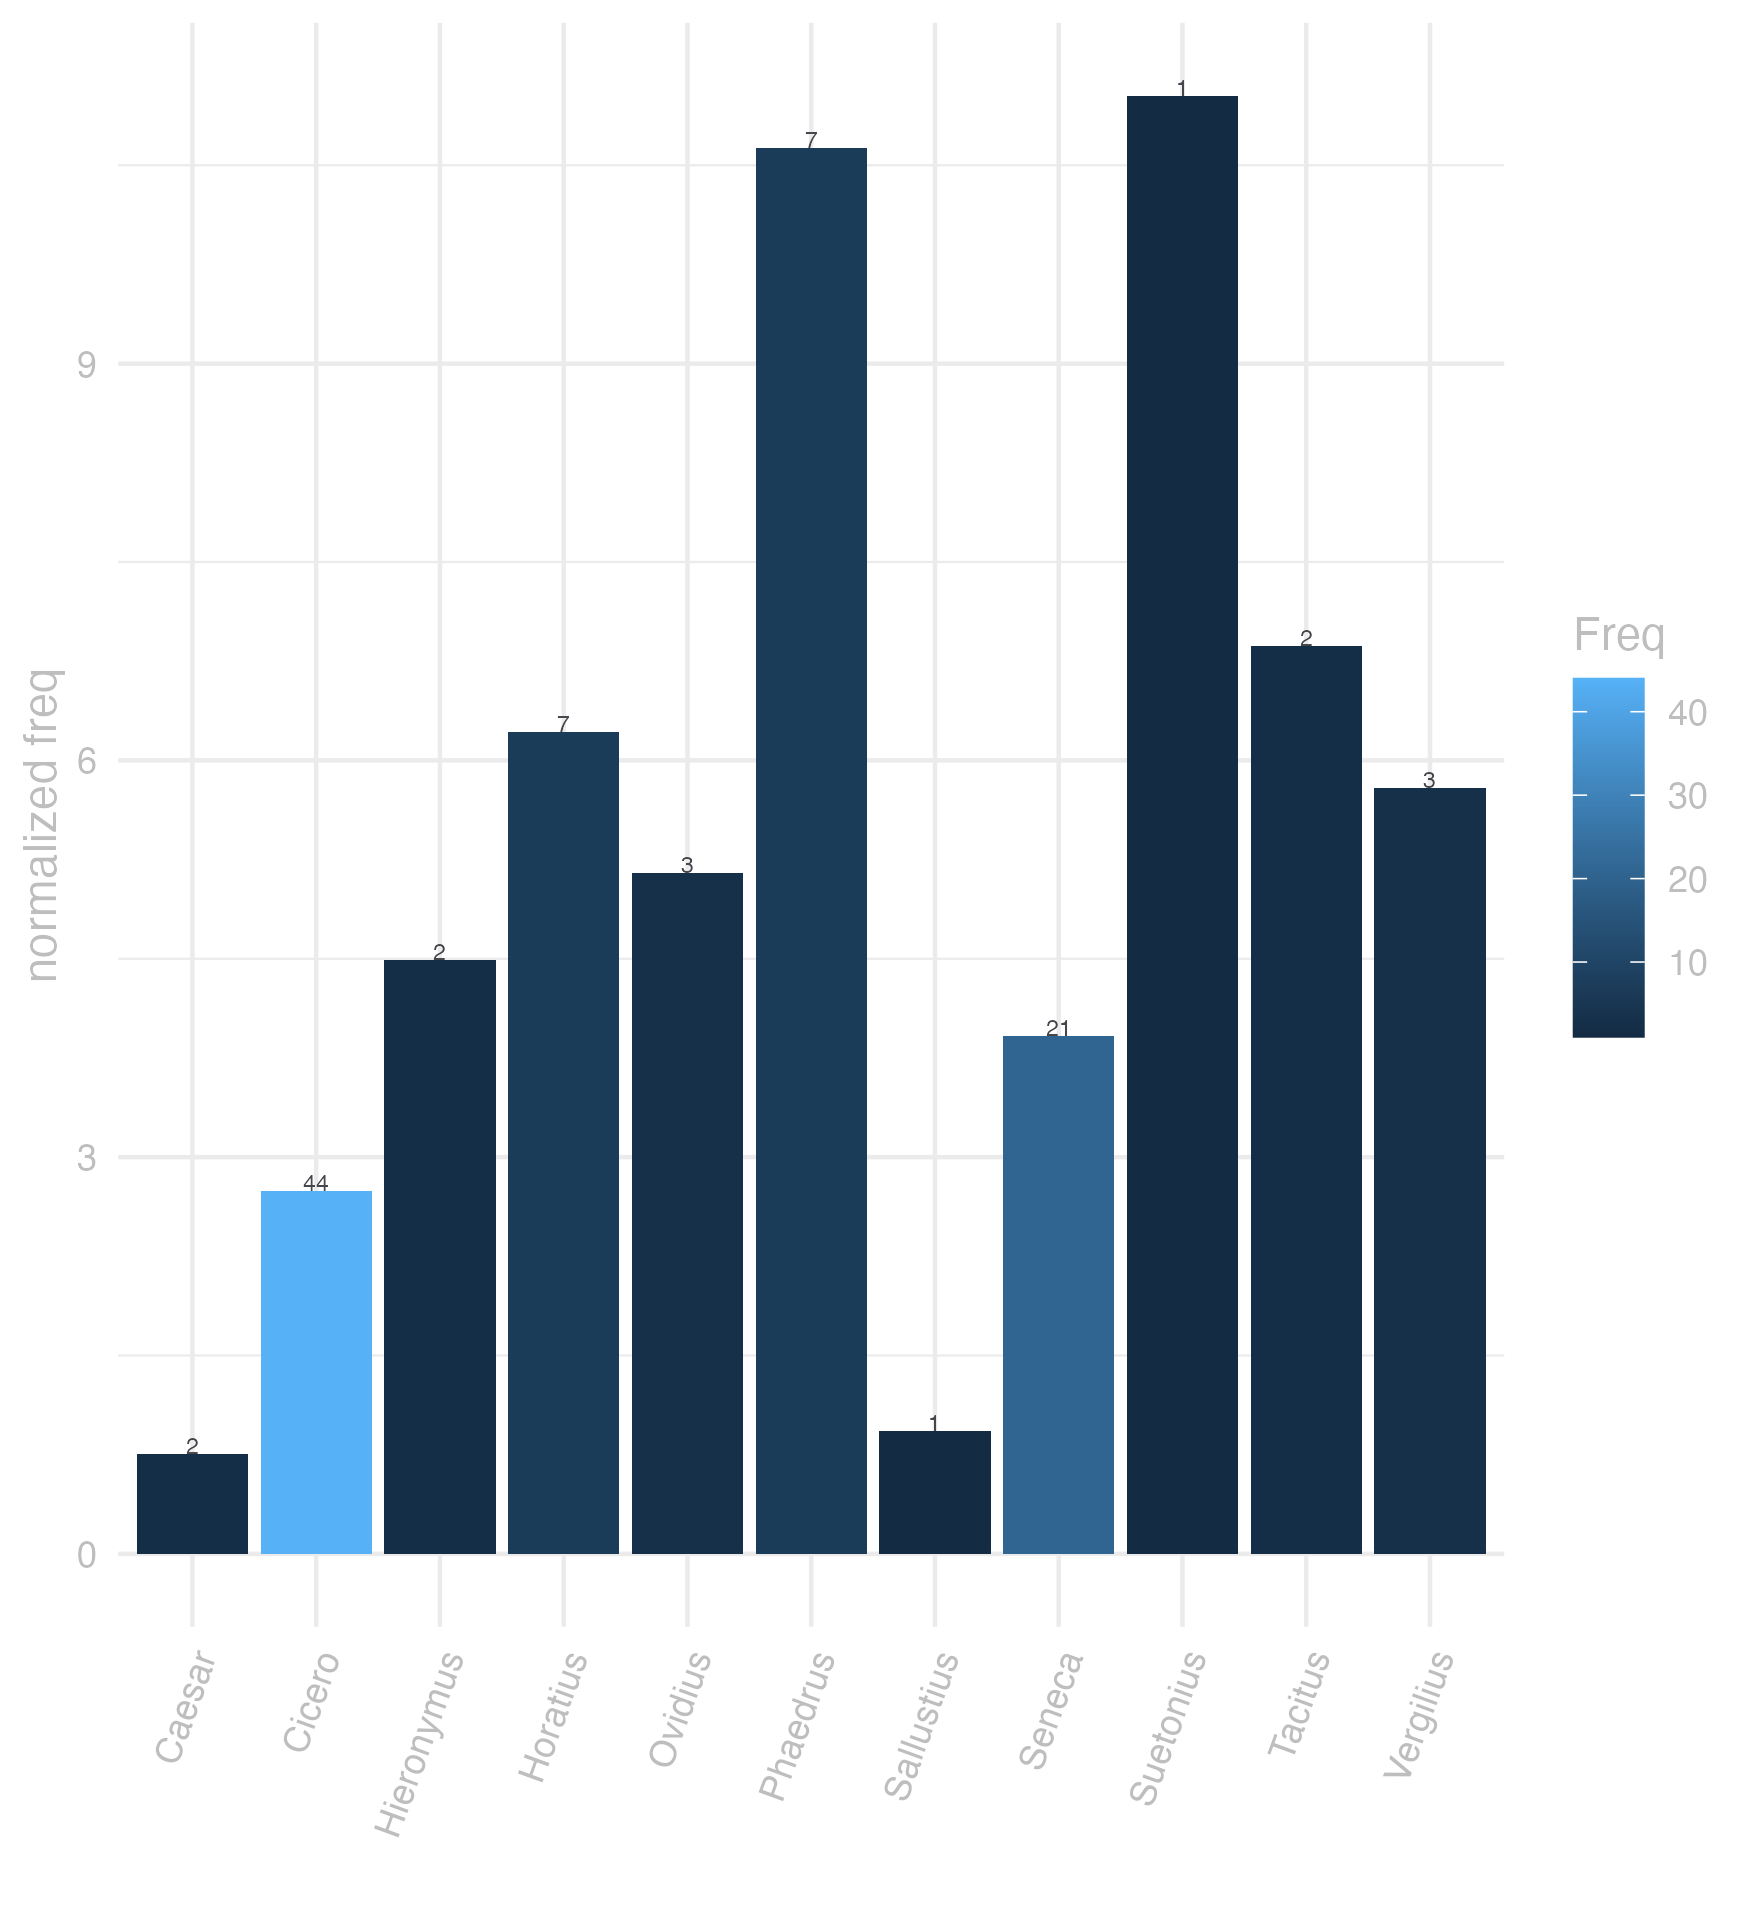 1
7
9
2
7
6
3
3
2
21
3
44
1
2
0
normalized freq
Freq
40
30
20
10
Caesar
Cicero
Hieronymus
Horatius
Ovidius
Phaedrus
Sallustius
Seneca
Suetonius
Tacitus
Vergilius